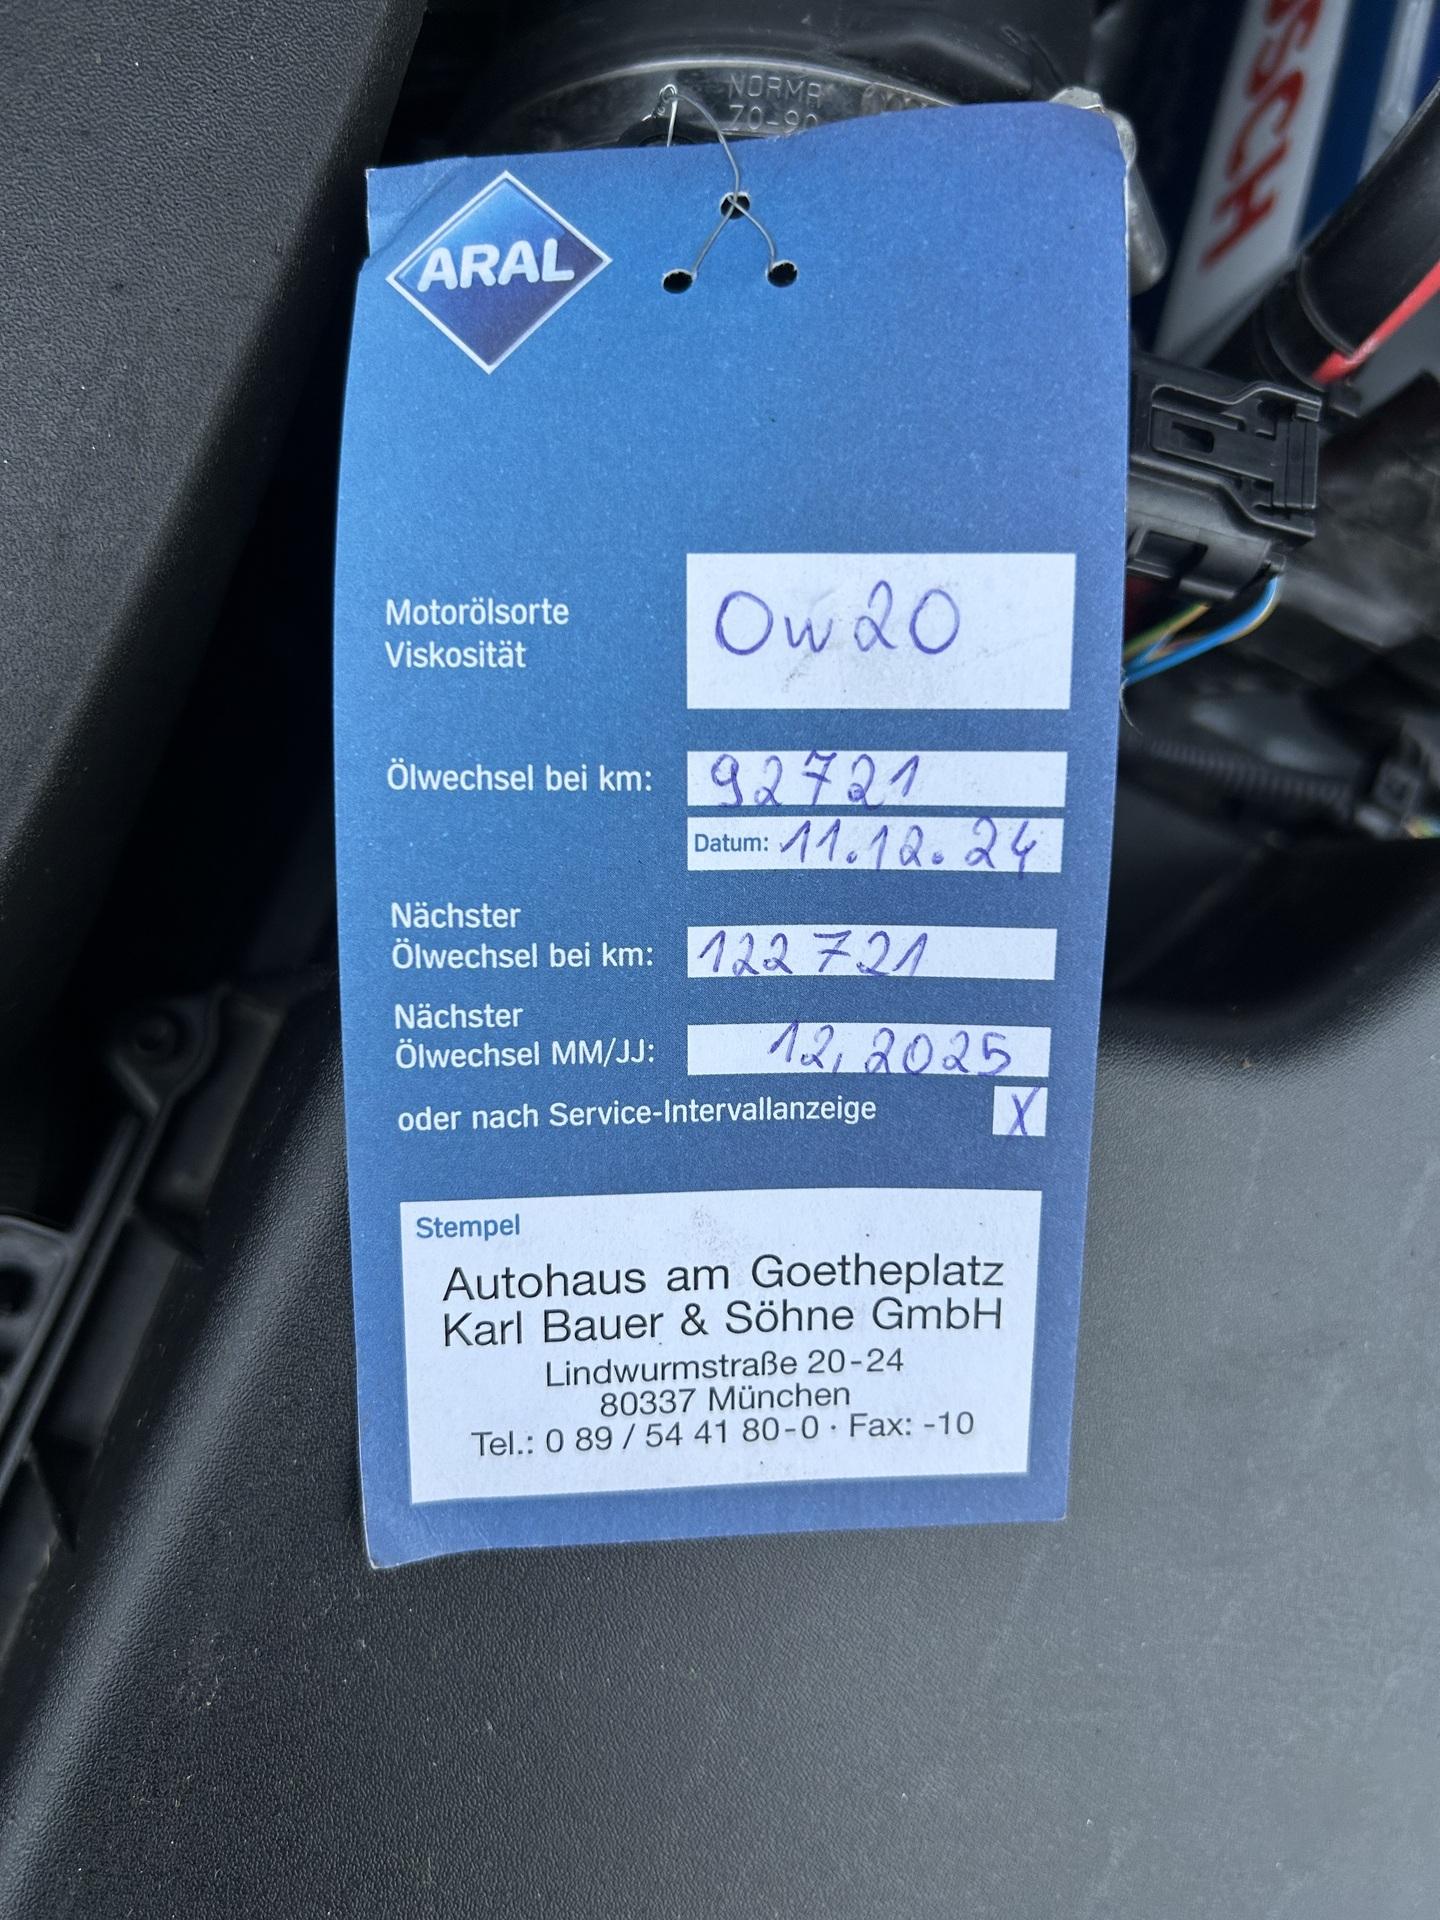 NORMA
70-90
BOSCH
ARAL
Motorölsorte
Viskosität
0w20
Ölwechsel bei km: 92721
Datum: 11.12.24
Nächster
Ölwechsel bei km: 122721
Nächster
Ölwechsel MM/JJ: 12, 2025
oder nach Service-Intervallanzeige X
Stempel
Autohaus am Goetheplatz
Karl Bauer & Söhne GmbH
Lindwurmstraße 20-24
80337 München
Tel.: 0 89 / 54 41 80-0 · Fax: -10